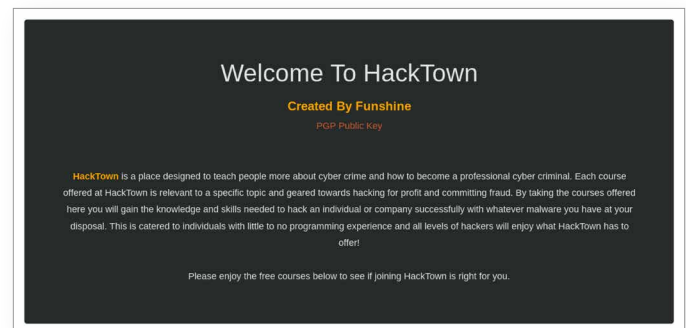 Welcome To HackTown
Created By Funshine
PGP Public Key
HackTown is a place designed to teach people more about cyber crime and how to become a professional cyber criminal. Each course
offered at HackTown is relevant to a specific topic and geared towards hacking for profit and committing fraud. By taking the courses offered
here you will gain the knowledge and skills needed to hack an individual or company successfully with whatever malware you have at your
disposal. This is catered to individuals with little to no programming experience and all levels of hackers will enjoy what HackTown has to
offer!
Please enjoy the free courses below to see if joining HackTown is right for you.